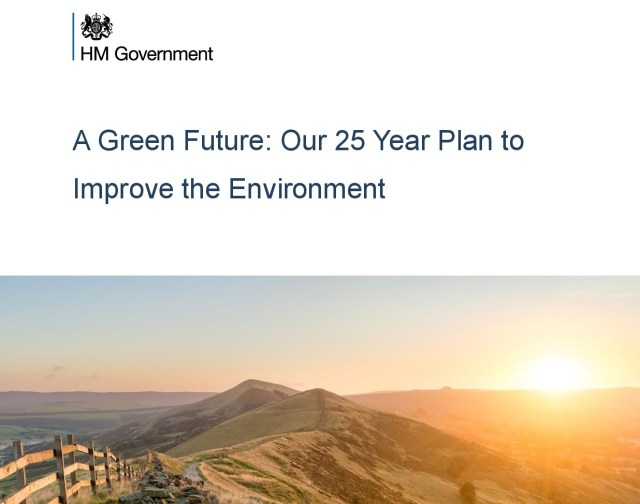 HM Government
A Green Future: Our 25 Year Plan to
Improve the Environment